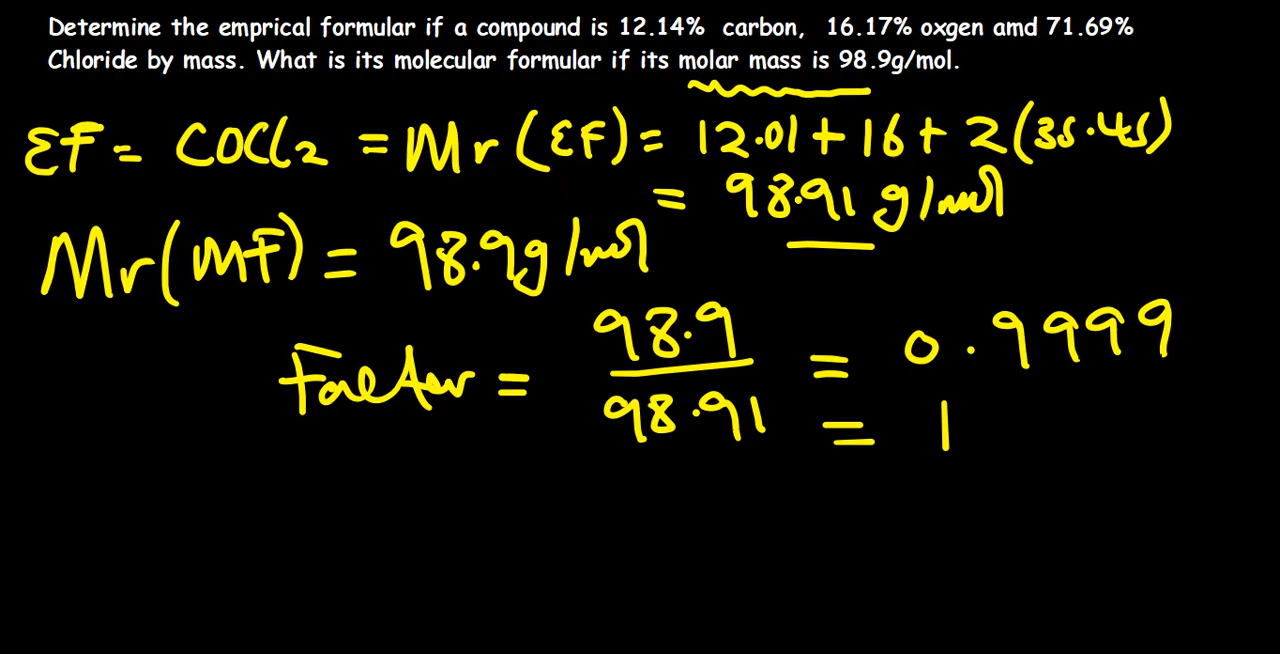 Determine the emprical formular if a compound is 12.14% carbon, 16.17% oxgen amd 71.69%
Chloride by mass. What is its molecular formular if its molar mass is 98.9g/mol.
EF = COCl2 = Mr(EF) = 12.01 + 16 + 2(35.45)
= 98.91 g/mol
Mr(MF) = 98.9g/mol
Factor = 98.9/98.91 = 0.9999
= 1